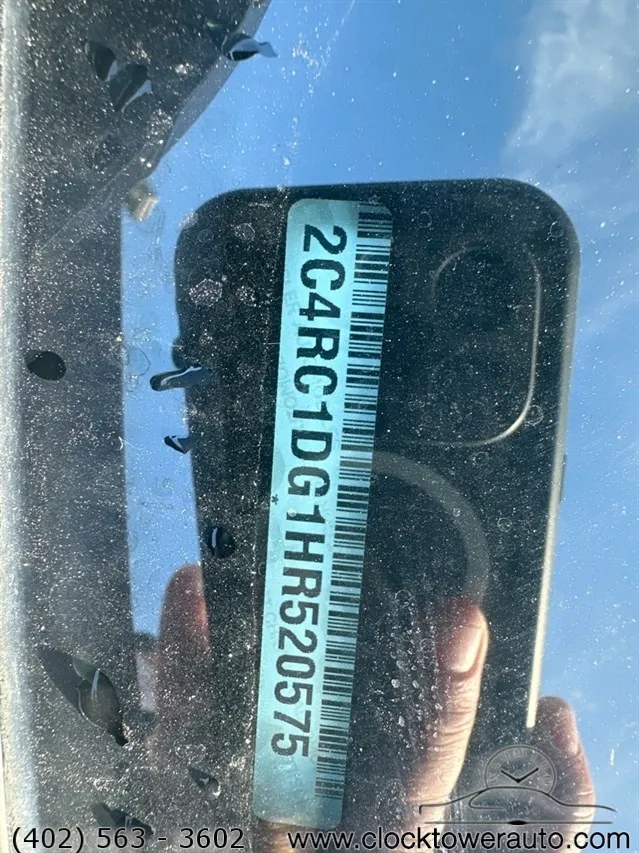 2C4RC1DG1HR520575
*
(402) 563 - 3602
www.clocktowerauto.com